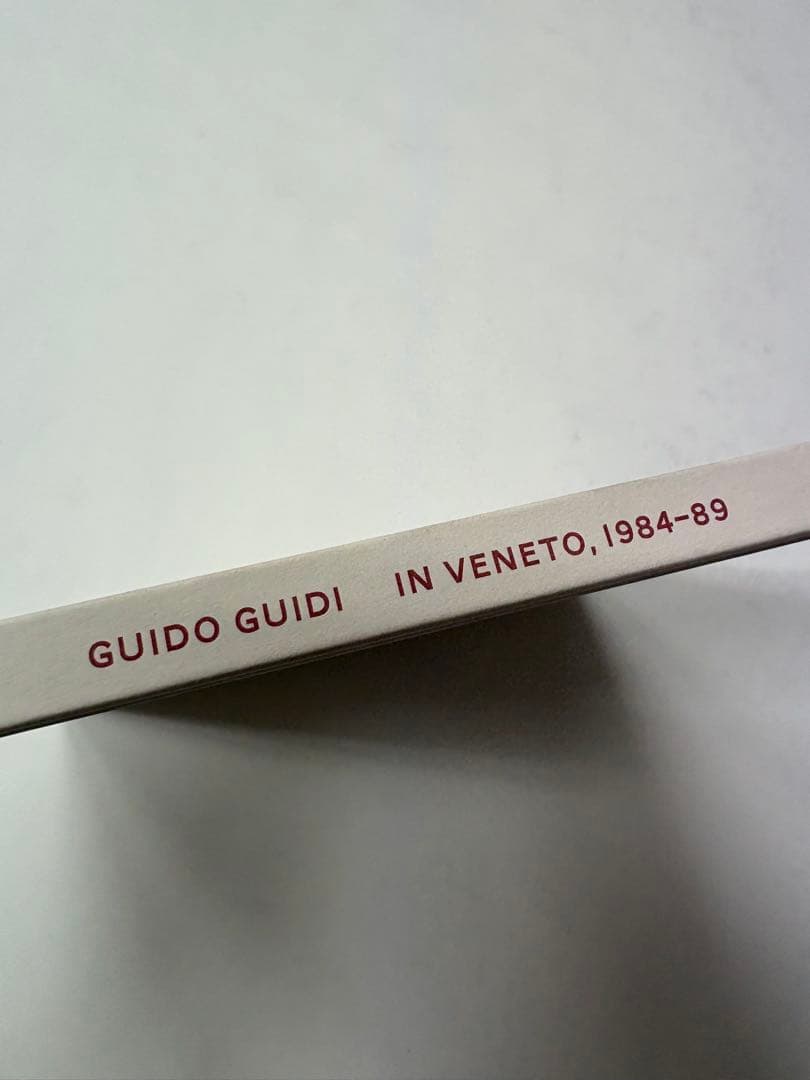 GUIDO GUIDI IN VENETO, 1984–89